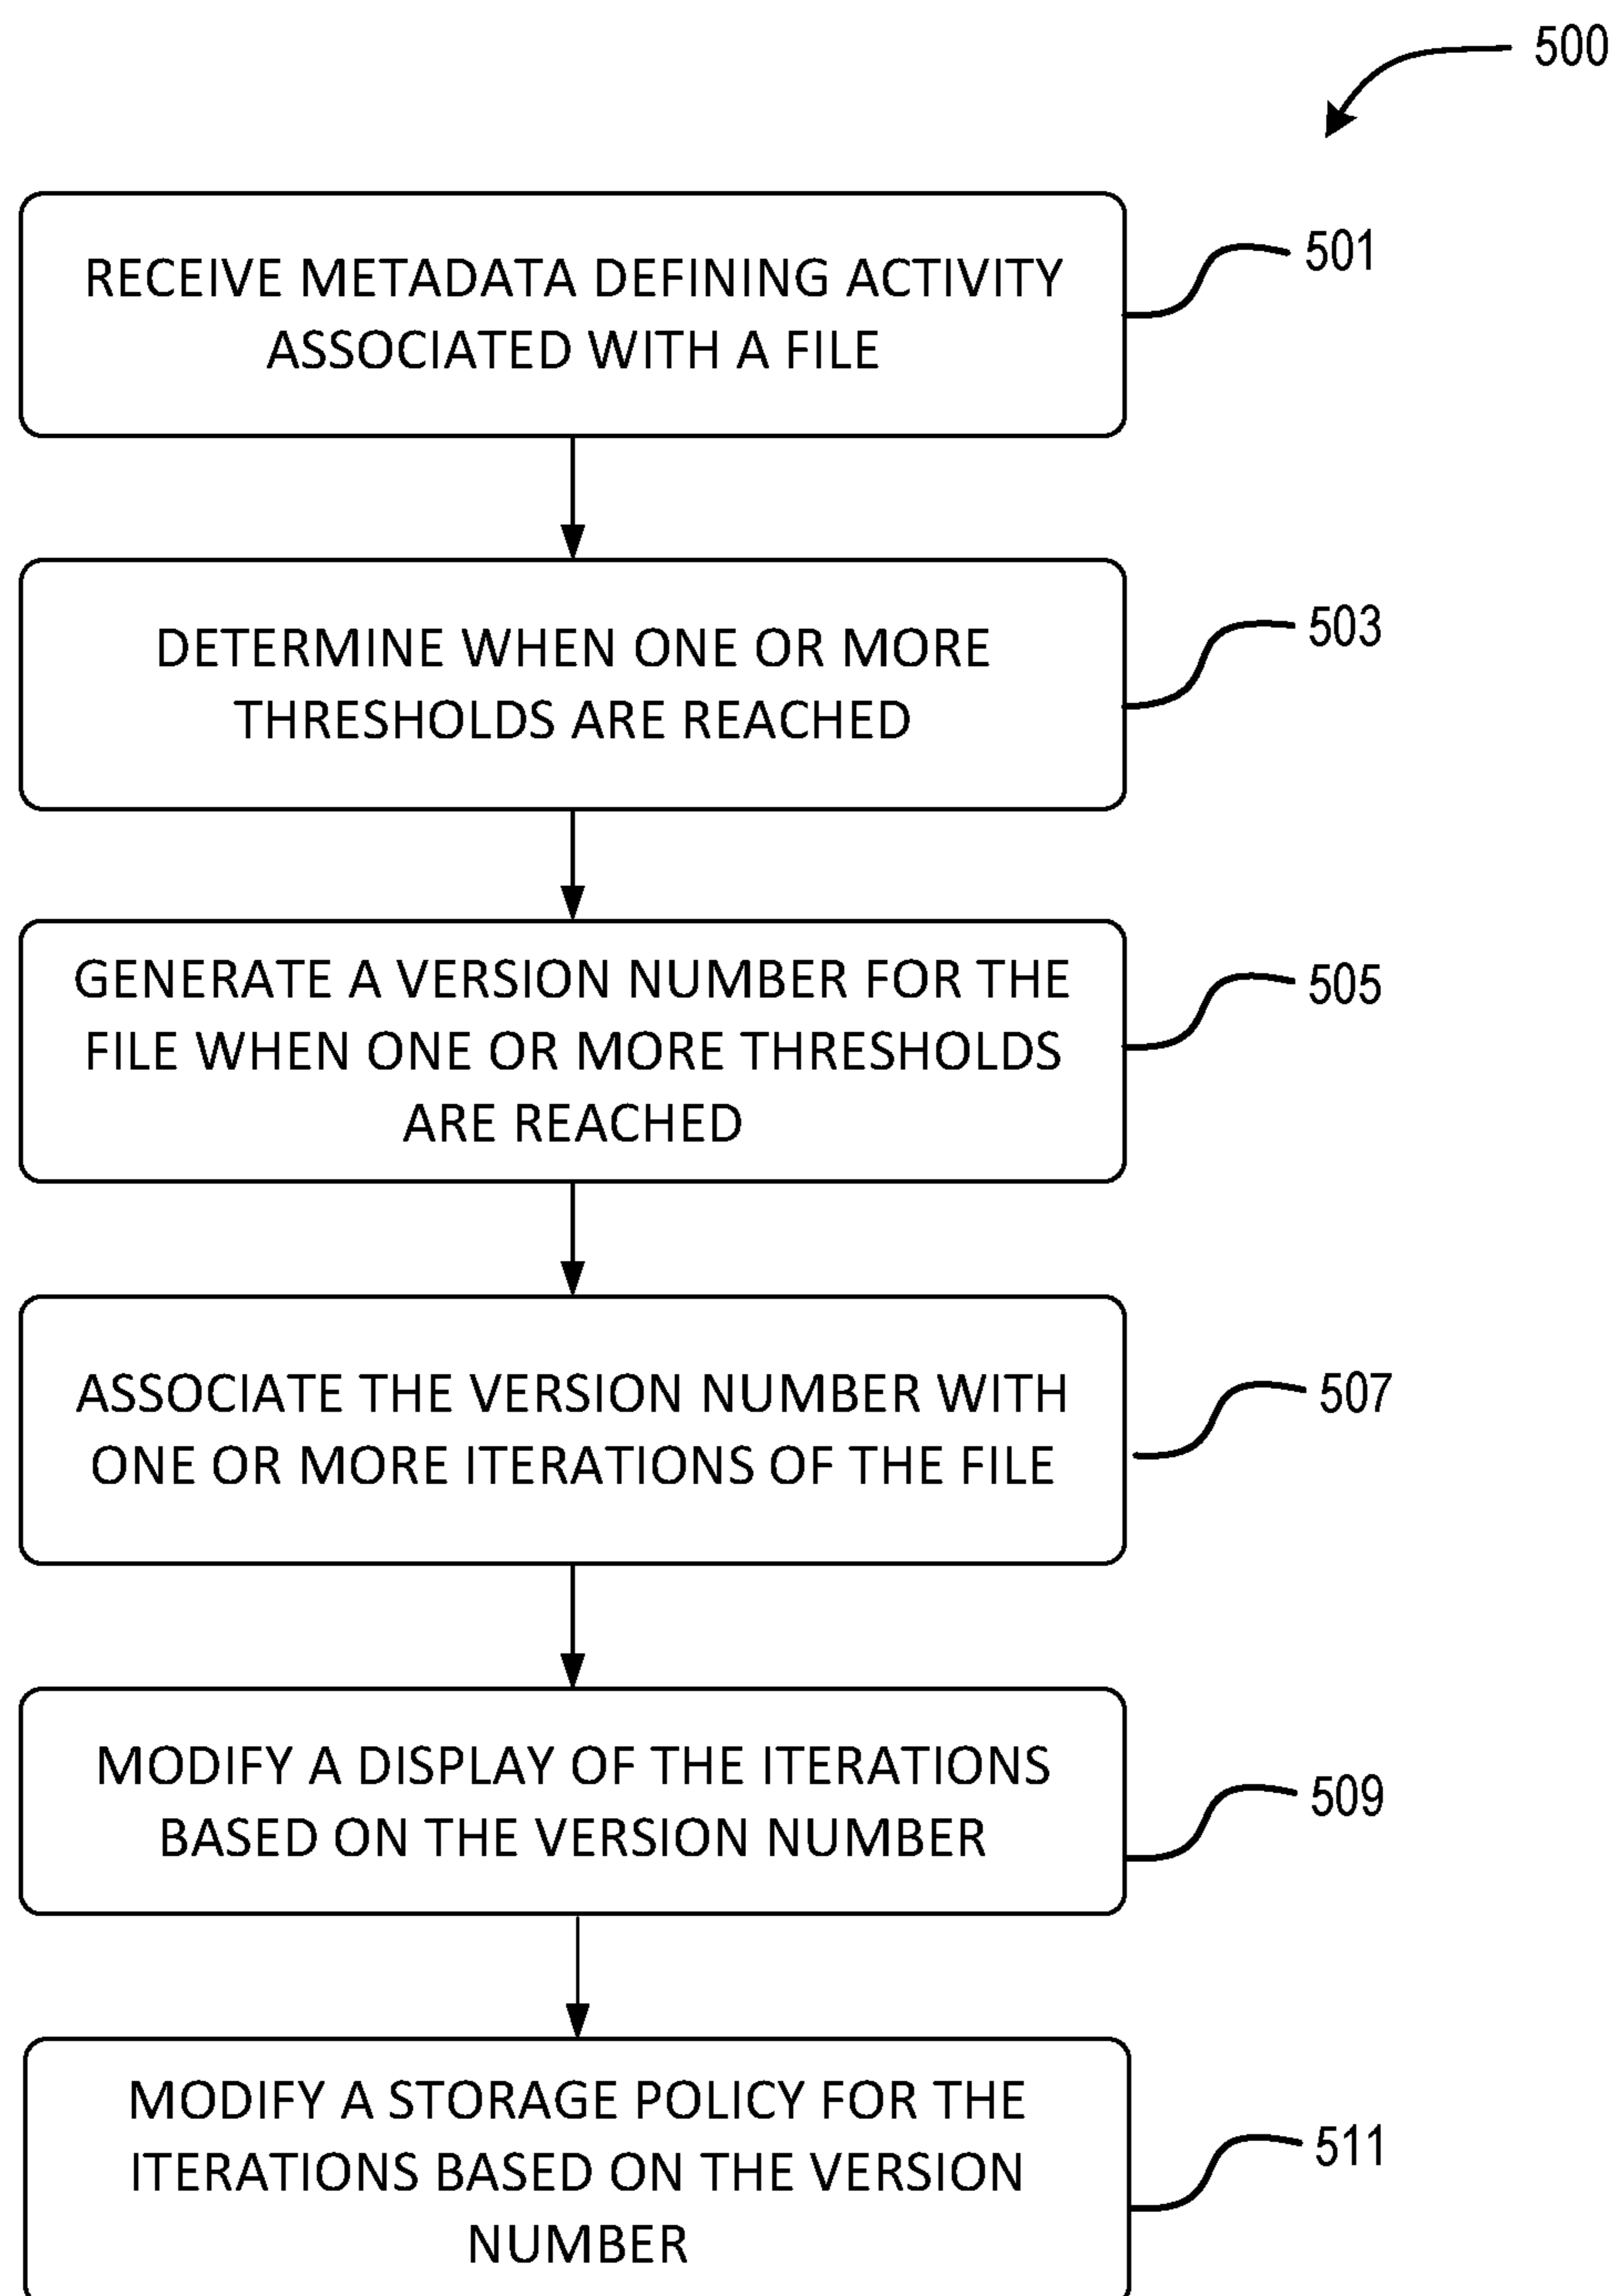 500
RECEIVE METADATA DEFINING ACTIVITY
ASSOCIATED WITH A FILE
501
DETERMINE WHEN ONE OR MORE
THRESHOLDS ARE REACHED
503
GENERATE A VERSION NUMBER FOR THE
FILE WHEN ONE OR MORE THRESHOLDS
ARE REACHED
505
ASSOCIATE THE VERSION NUMBER WITH
ONE OR MORE ITERATIONS OF THE FILE
507
MODIFY A DISPLAY OF THE ITERATIONS
BASED ON THE VERSION NUMBER
509
MODIFY A STORAGE POLICY FOR THE
ITERATIONS BASED ON THE VERSION
NUMBER
511